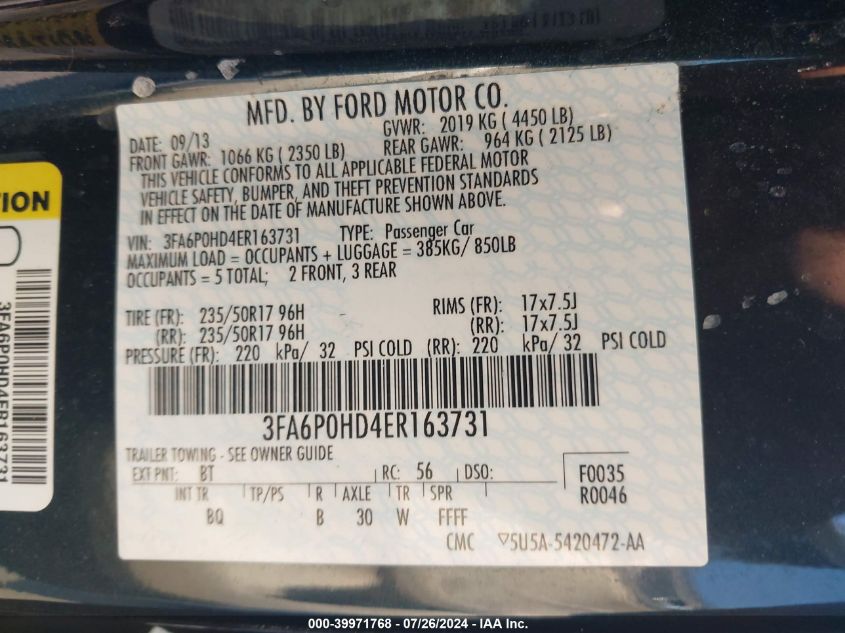 MFD. BY FORD MOTOR CO.
DATE: 09/13 GVWR: 2019 KG ( 4450 LB)
FRONT GAWR: 1066 KG ( 2350 LB) REAR GAWR: 964 KG ( 2125 LB)
THIS VEHICLE CONFORMS TO ALL APPLICABLE FEDERAL MOTOR
VEHICLE SAFETY, BUMPER, AND THEFT PREVENTION STANDARDS
IN EFFECT ON THE DATE OF MANUFACTURE SHOWN ABOVE.
VIN: 3FA6P0HD4ER163731 TYPE: Passenger Car
MAXIMUM LOAD = OCCUPANTS + LUGGAGE = 385KG/ 850LB
OCCUPANTS = 5 TOTAL; 2 FRONT, 3 REAR
TIRE (FR): 235/50R17 96H RIMS (FR): 17x7.5J
(RR): 235/50R17 96H (RR): 17x7.5J
PRESSURE (FR): 220 kPa/ 32 PSI COLD (RR): 220 kPa/ 32 PSI COLD
3FA6P0HD4ER163731
TRAILER TOWING - SEE OWNER GUIDE
EXT PNT: BT RC: 56 DSO: F0035
INT TR TP/PS R AXLE TR SPR R0046
BQ B 30 W FFFF
CMC ▽5U5A-5420472-AA
TION
3FA6P0HD4ER163731
000-39971768 - 07/26/2024 - IAA Inc.